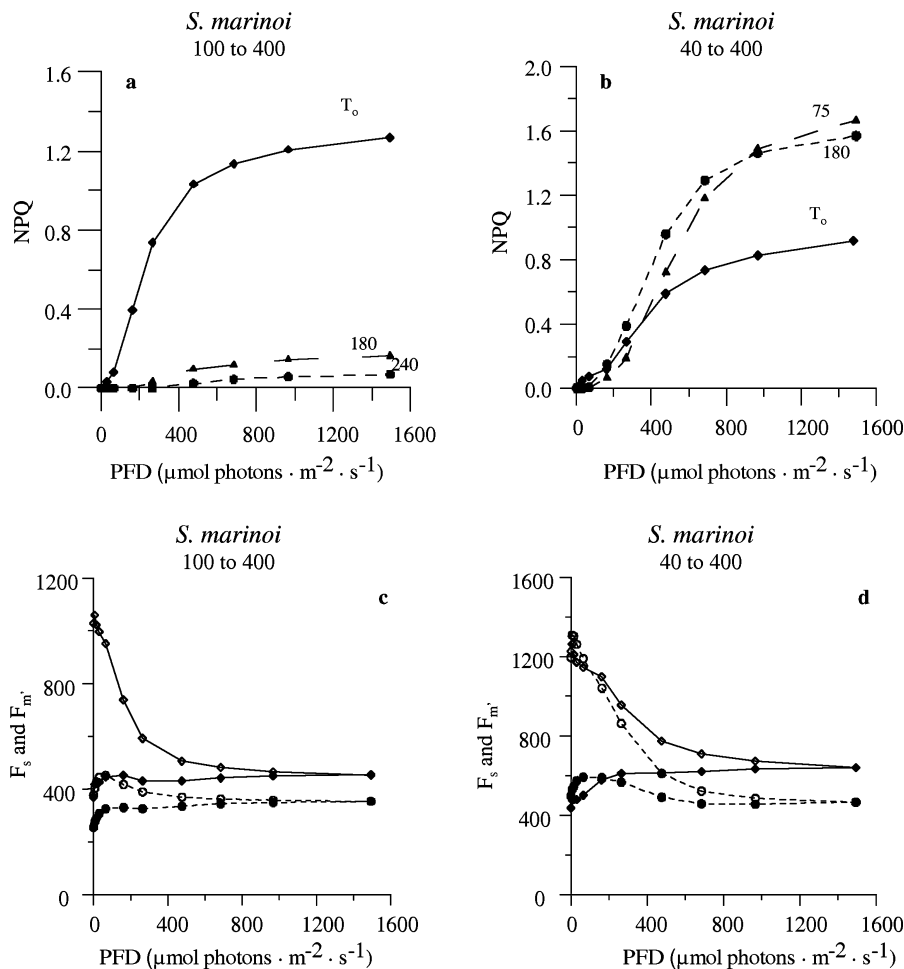 S. marinoi
100 to 400
a
T₀
NPQ
1.6
1.2
0.8
0.4
0.0
180
240
0 400 800 1200 1600
PFD (µmol photons · m⁻² · s⁻¹)
S. marinoi
40 to 400
b
75
180
T₀
NPQ
2.0
1.6
1.2
0.8
0.4
0.0
0 400 800 1200 1600
PFD (µmol photons · m⁻² · s⁻¹)
S. marinoi
100 to 400
c
Fₛ and Fₘ'
1200
800
400
0
0 400 800 1200 1600
PFD (µmol photons · m⁻² · s⁻¹)
S. marinoi
40 to 400
d
Fₛ and Fₘ'
1600
1200
800
400
0
0 400 800 1200 1600
PFD (µmol photons · m⁻² · s⁻¹)